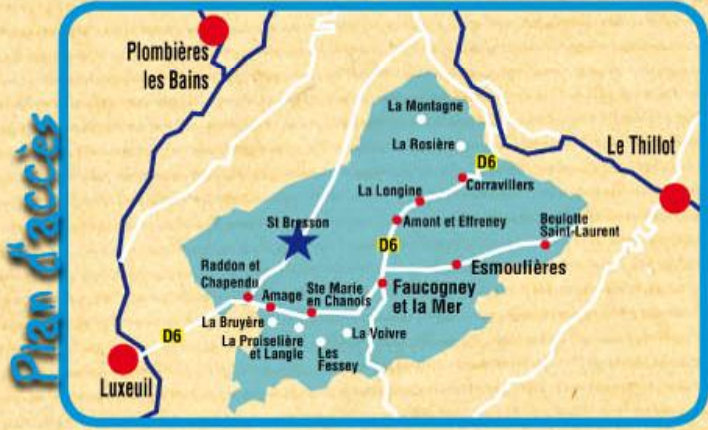 Plan d'accès
Plombières
les Bains
La Montagne
La Rosière
Le Thillot
D6
Corravillers
La Longine
Amont et Effreney
Beulotte
Saint-Laurent
St Bresson
D6
Esmoulières
Raddon et
Chapendu
Amage
Ste Marie
en Chanois
Faucogney
et la Mer
La Bruyère
La Proiselière
et Langle
Les
Fessey
La Voivre
D6
Luxeuil